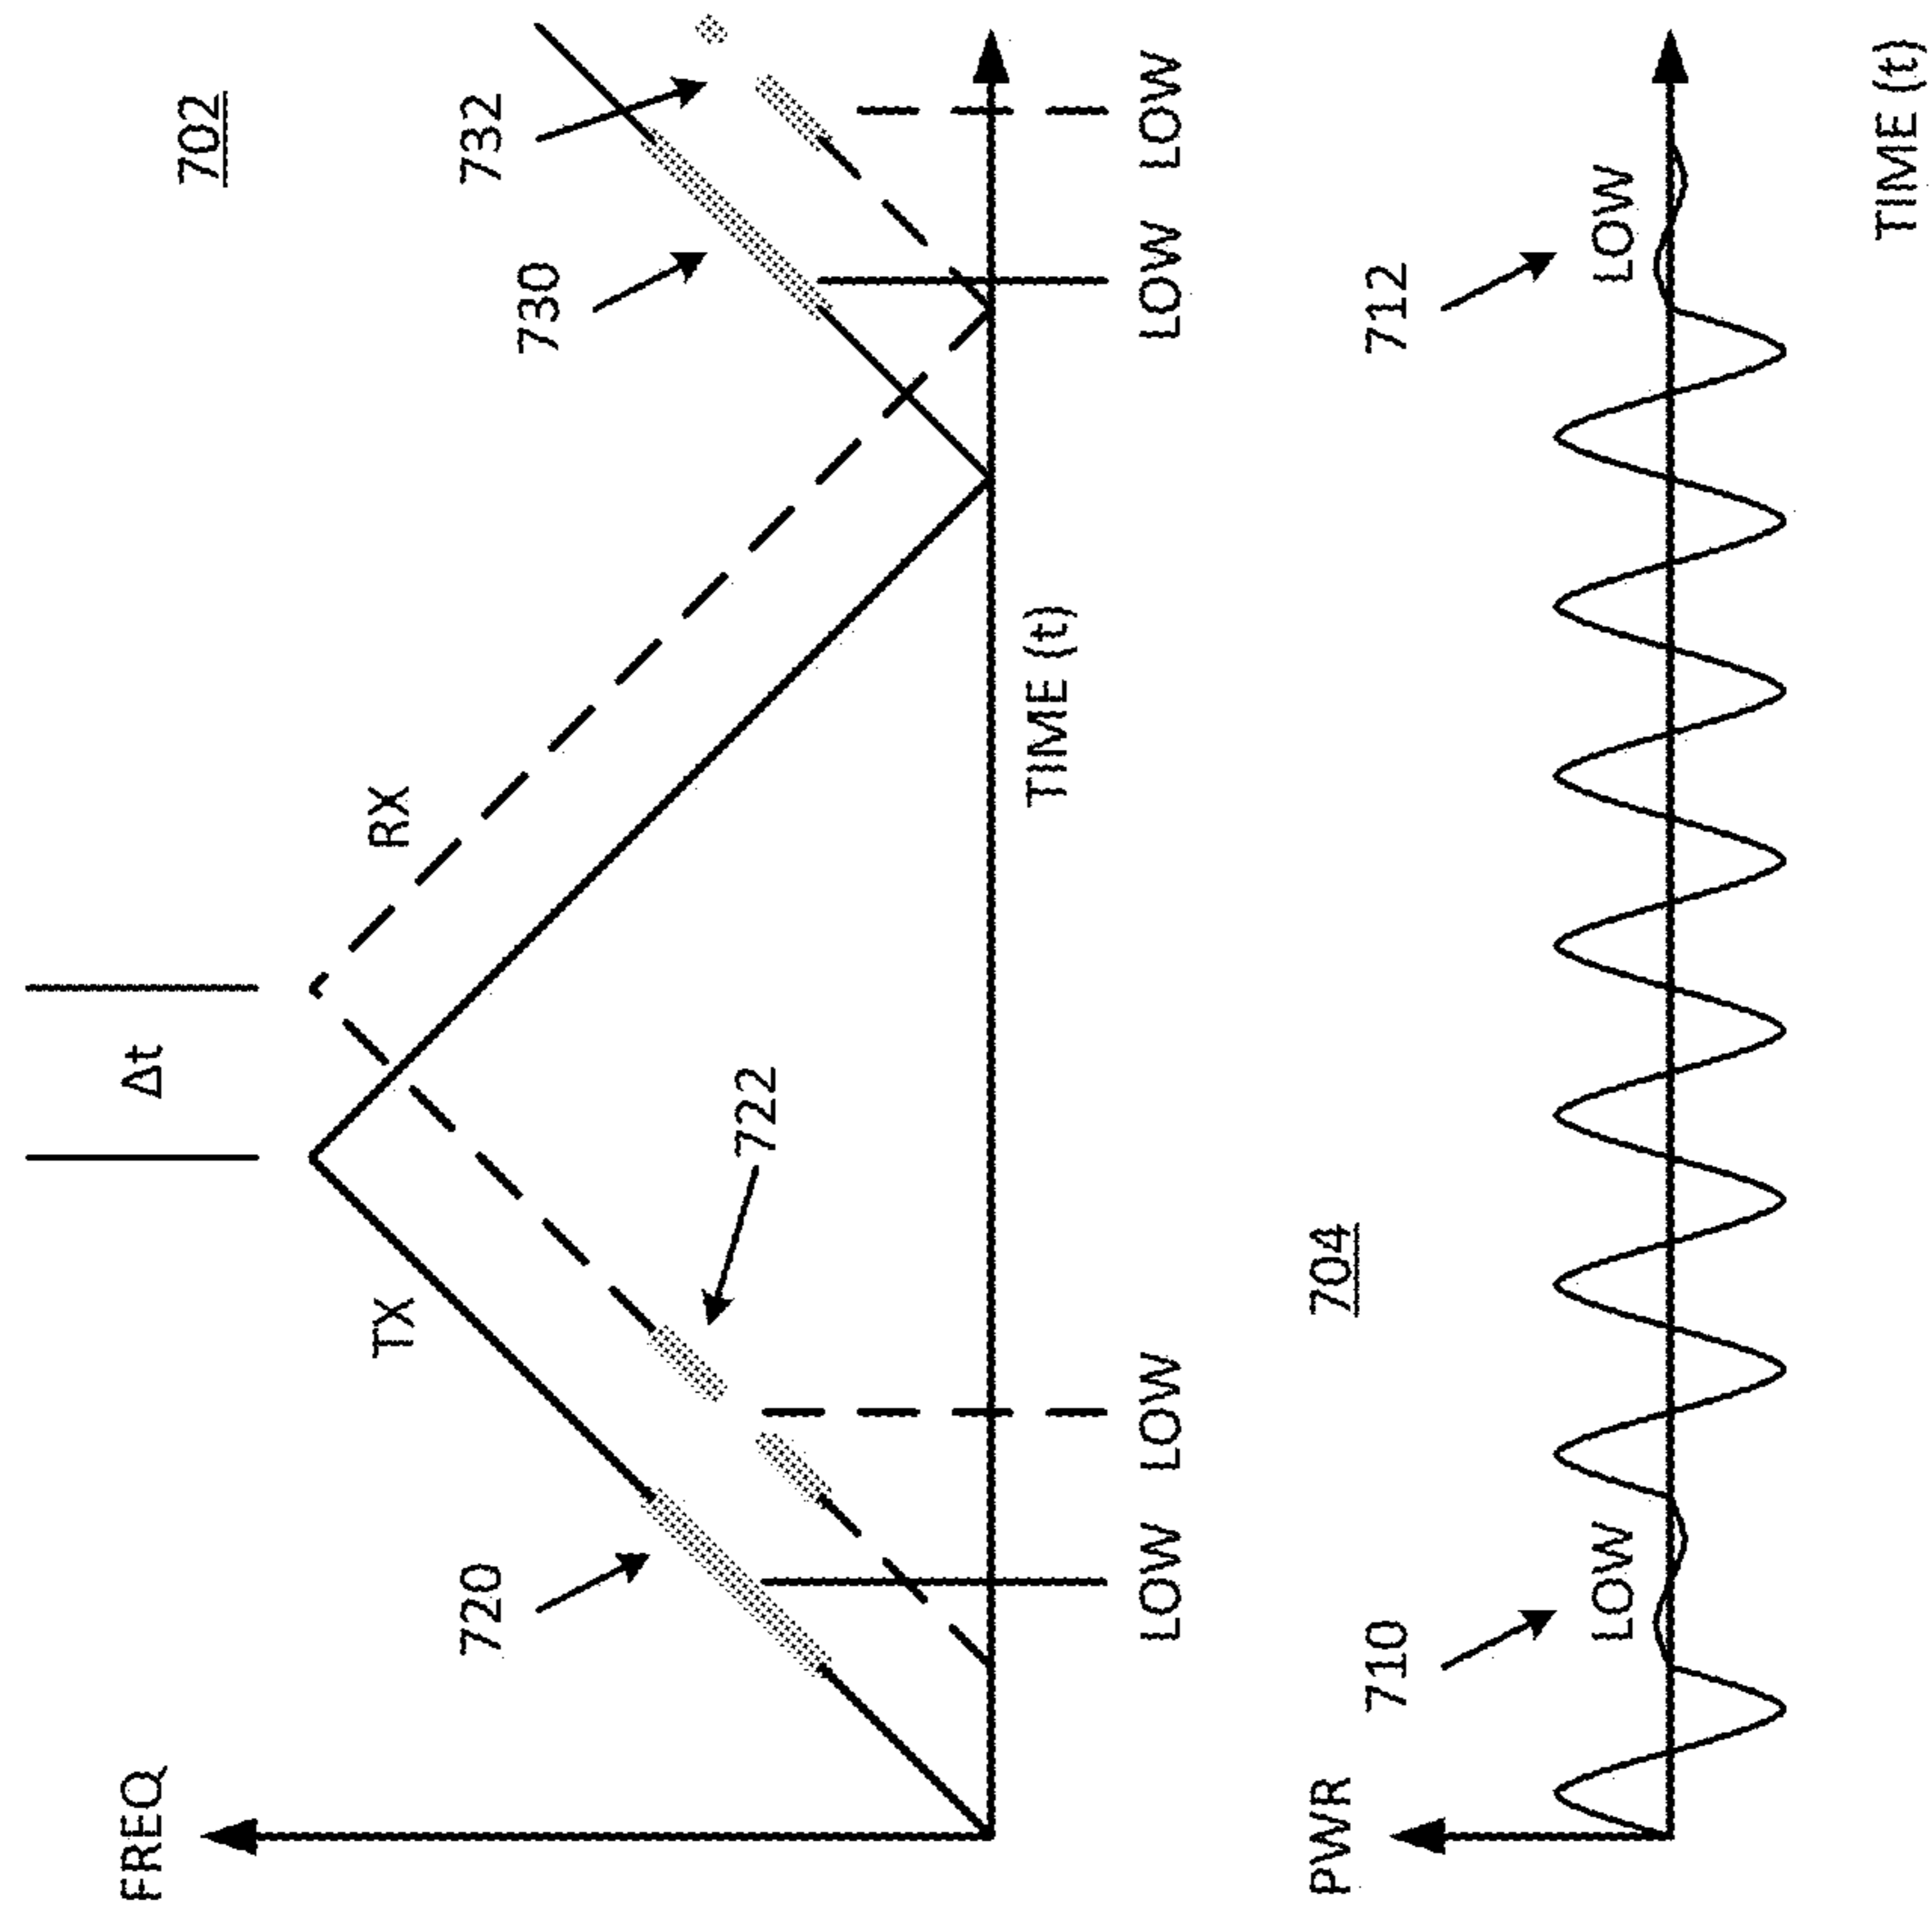 FREQ
Δt
702
TX
RX
720
732
730
722
TIME (t)
LOW LOW
LOW LOW
PWR
704
710
712
LOW
LOW
TIME (t)